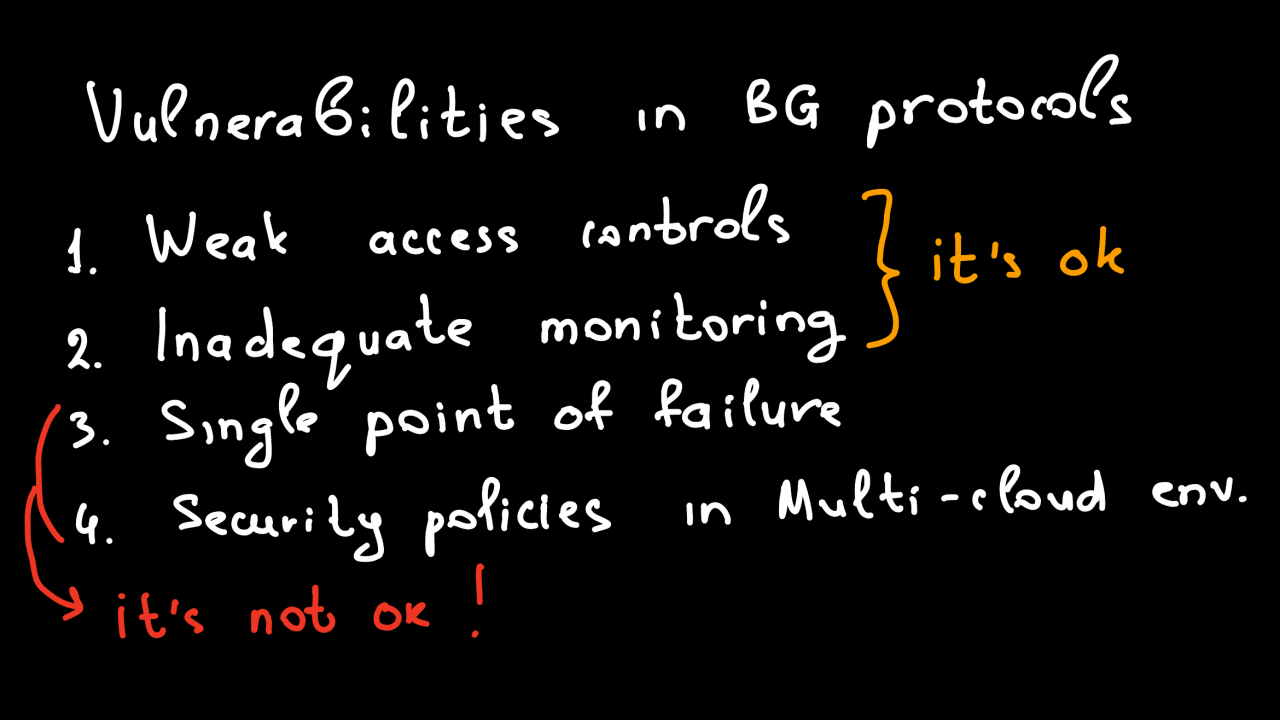 Vulnerabilities in BG protocols
1. Weak access controls
2. Inadequate monitoring
it's ok
3. Single point of failure
4. Security policies in Multi-cloud env.
it's not ok!